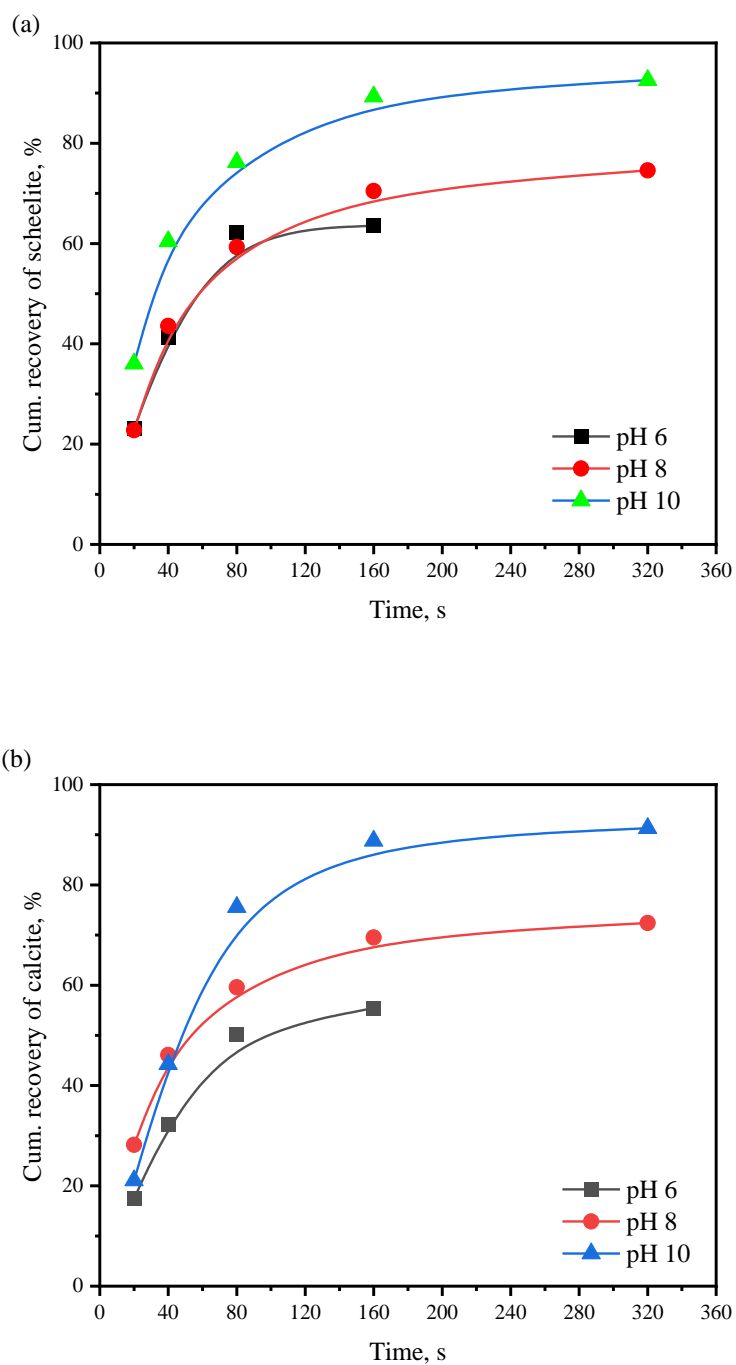 (a)
100
80
60
40
20
0
Cum. recovery of scheelite, %
pH 6
pH 8
pH 10
0 40 80 120 160 200 240 280 320 360
Time, s
(b)
100
80
60
40
20
0
Cum. recovery of calcite, %
pH 6
pH 8
pH 10
0 40 80 120 160 200 240 280 320 360
Time, s